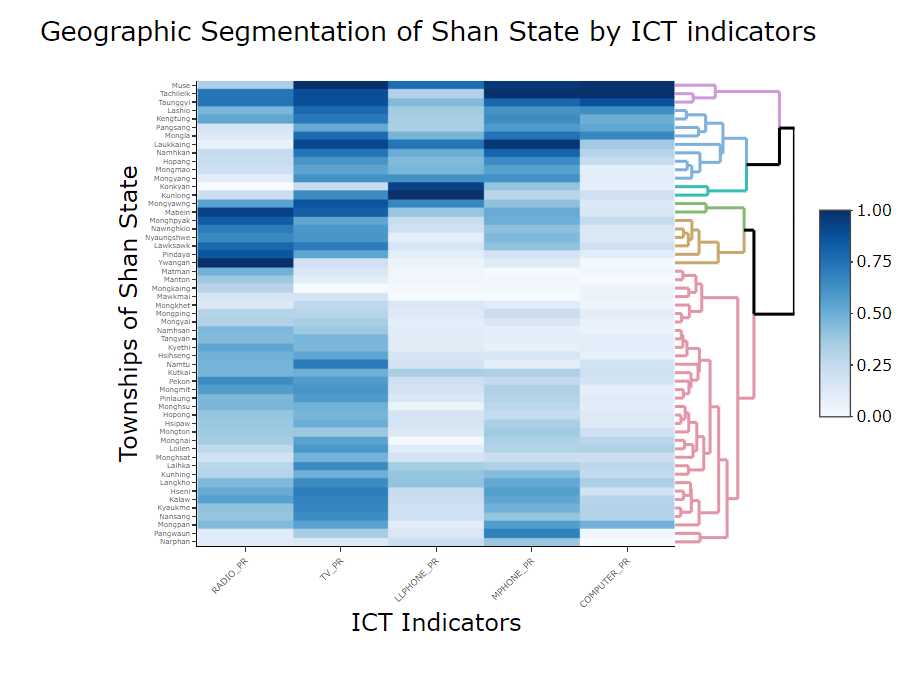 Geographic Segmentation of Shan State by ICT indicators
Townships of Shan State
Muse
Tachileik
Taunggyi
Lashio
Kengtung
Pangsang
Mongla
Laukkaing
Namhkan
Hopang
Mongmao
Mongyang
Konkyan
Kunlong
Mongyawng
Mabein
Monghpyak
Nawnghkio
Nyaungshwe
Lawksawk
Pindaya
Ywangan
Matman
Manton
Mongkaing
Mawkmai
Mongkhet
Mongping
Mongyai
Namhsan
Tangyan
Kyethi
Hsihseng
Namtu
Kutkai
Pekon
Mongmit
Pinlaung
Monghsu
Hopong
Hsipaw
Mongton
Mongnai
Loilen
Monghsat
Laihka
Kunhing
Langkho
Hseni
Kalaw
Kyaukme
Nansang
Mongpan
Pangwaun
Narphan
RADIO_PR
TV_PR
LLPHONE_PR
MPHONE_PR
COMPUTER_PR
ICT Indicators
1.00
0.75
0.50
0.25
0.00